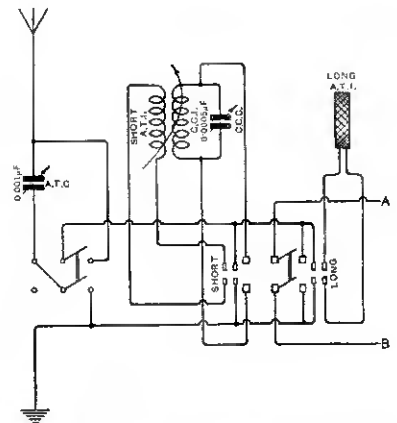 LONG
A.T.I.
SHORT
A.T.I.
C.C.I.
0·0005µF
C.C.C.
0·001µF
A.T.C
A
SHORT
LONG
B